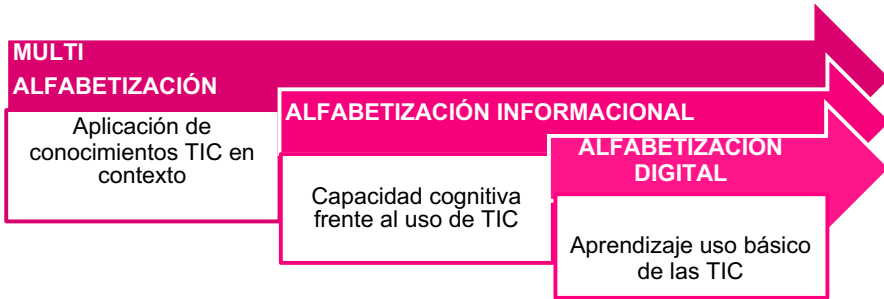 MULTI
ALFABETIZACIÓN
Aplicación de
conocimientos TIC en
contexto
ALFABETIZACIÓN INFORMACIONAL
Capacidad cognitiva
frente al uso de TIC
ALFABETIZACIÓN
DIGITAL
Aprendizaje uso básico
de las TIC